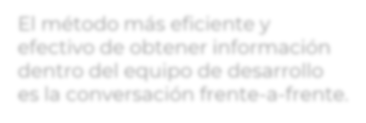 El método más eficiente y
efectivo de obtener información
dentro del equipo de desarrollo
es la conversación frente-a-frente.